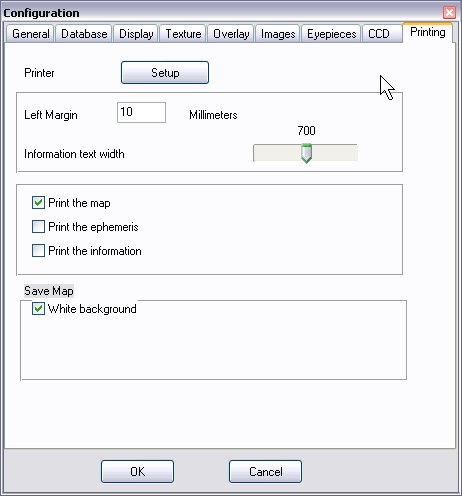 Configuration
General Database Display Texture Overlay Images Eyepieces CCD Printing
Printer Setup
Left Margin 10 Millimeters
700
Information text width
Print the map
Print the ephemeris
Print the information
Save Map
White background
OK Cancel